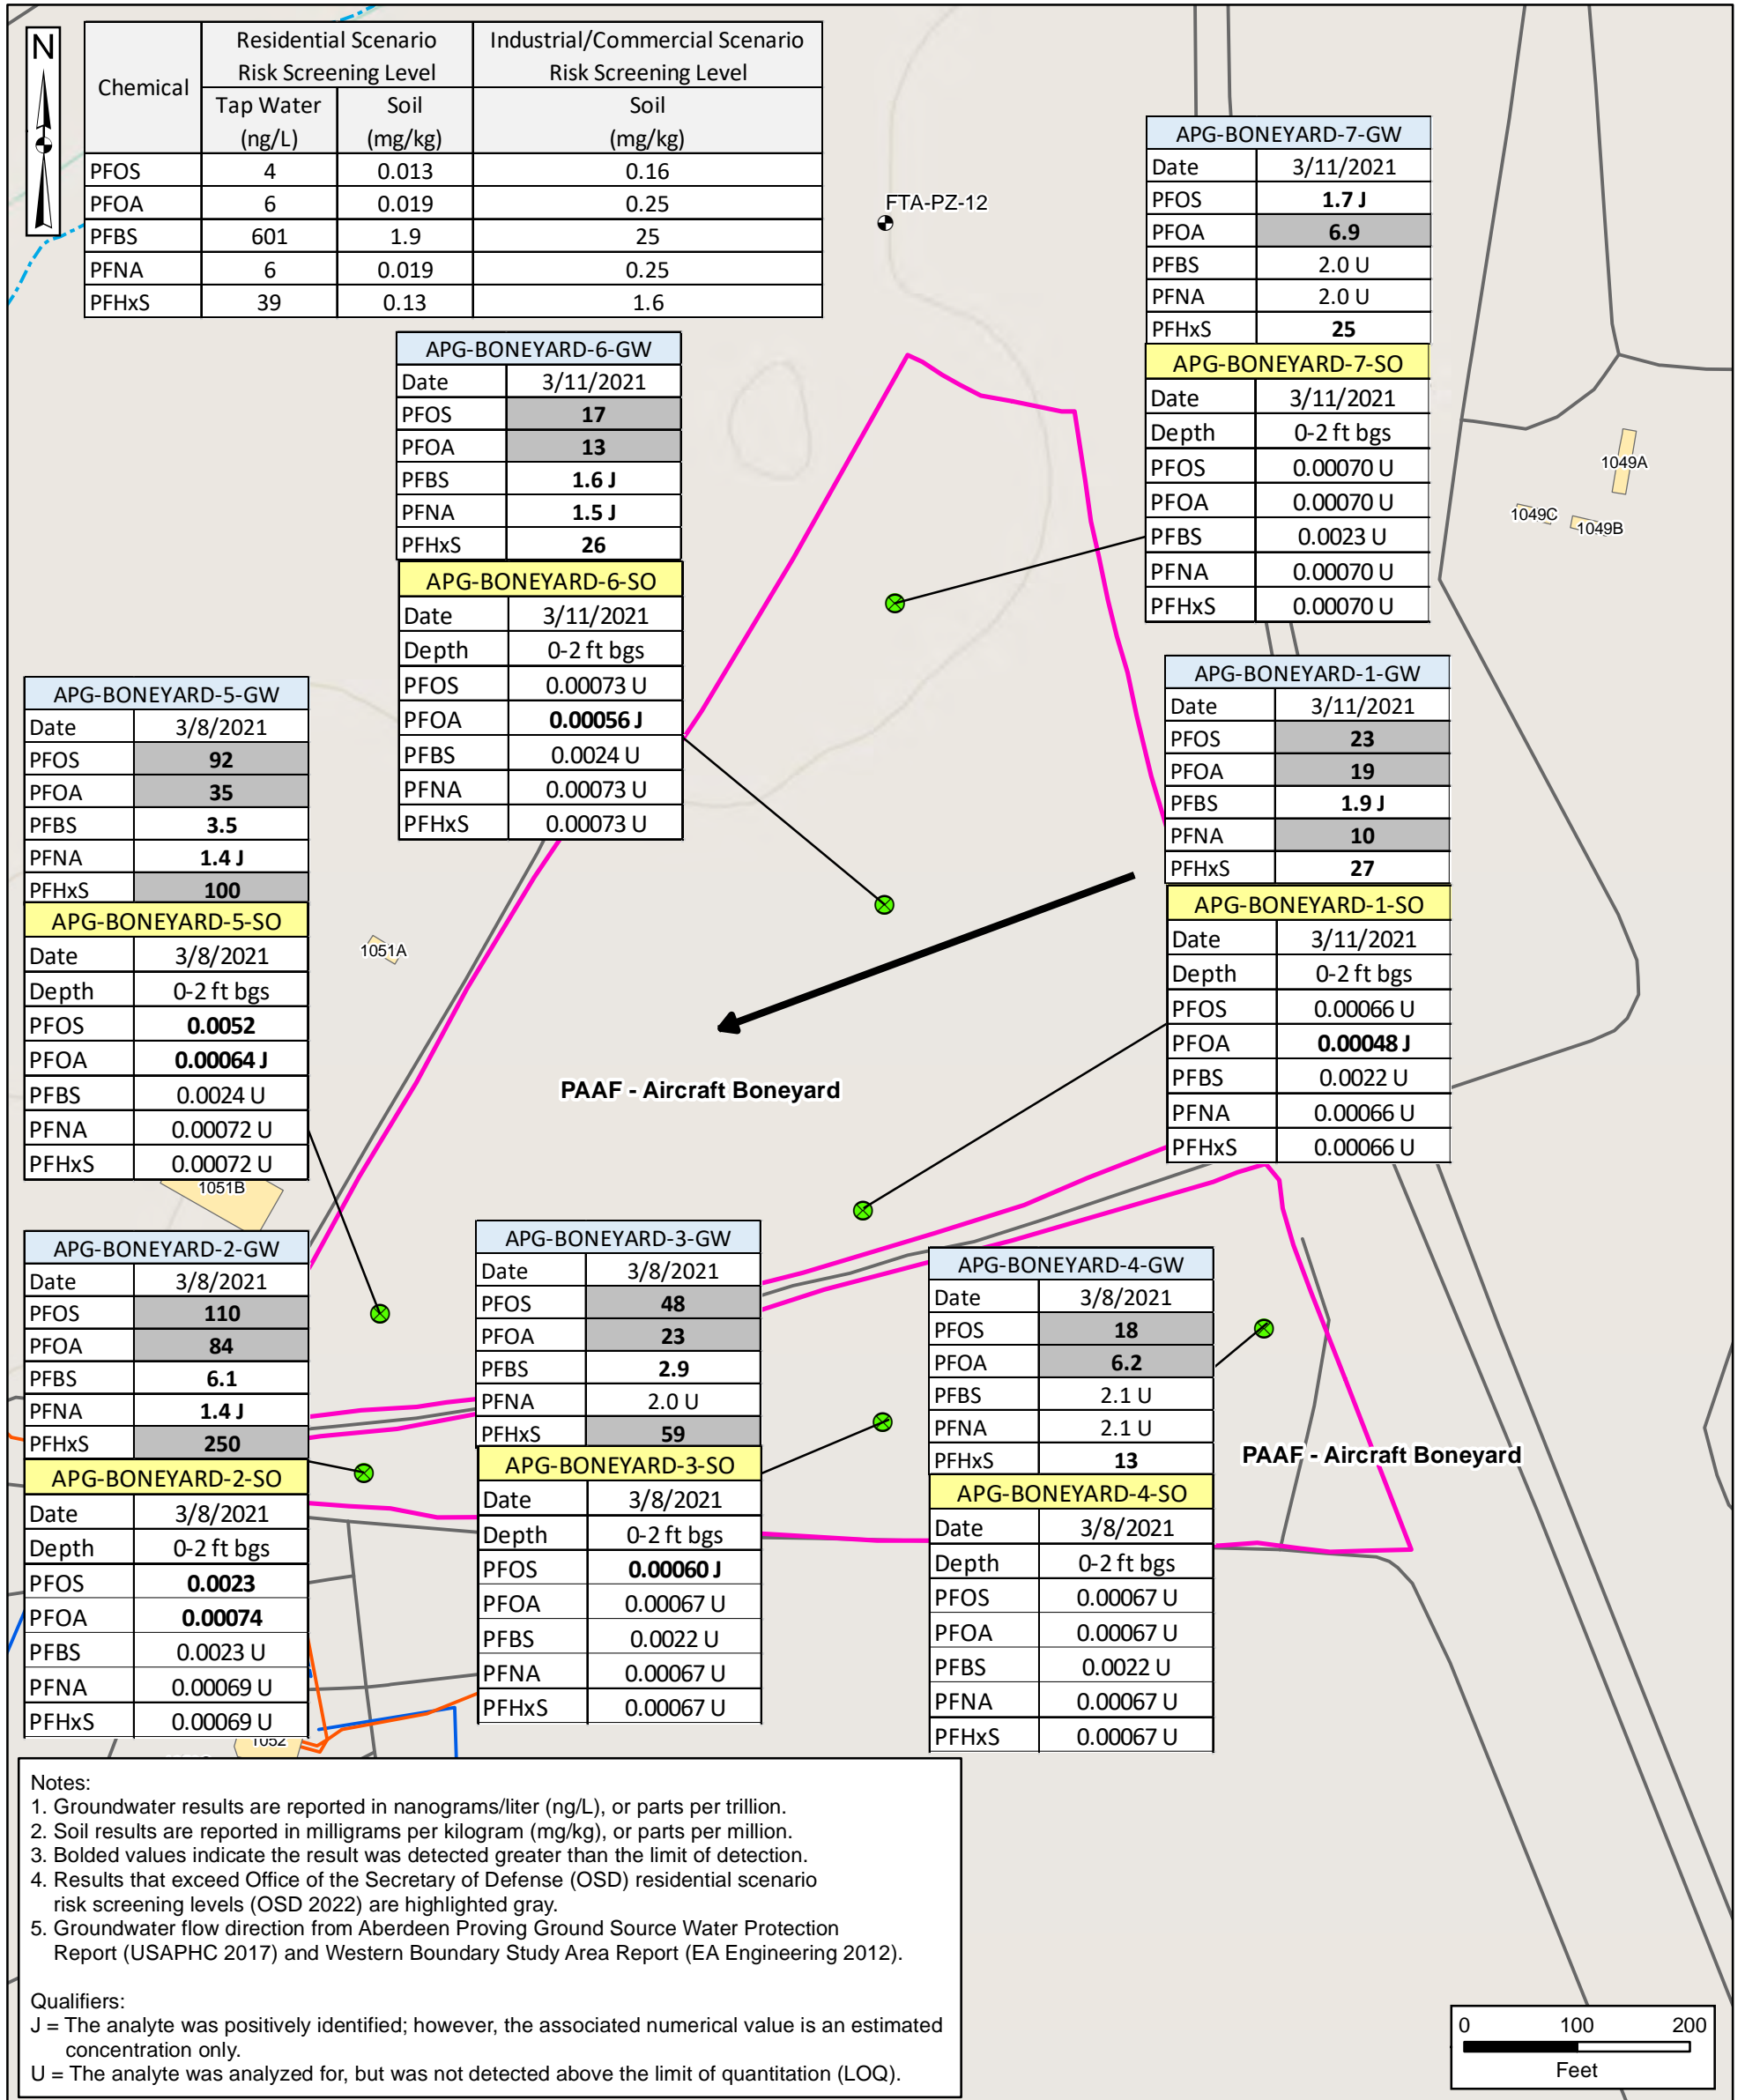 N
Chemical
Residential Scenario Risk Screening Level
Industrial/Commercial Scenario Risk Screening Level
Tap Water (ng/L)
Soil (mg/kg)
Soil (mg/kg)
PFOS 4 0.013 0.16
PFOA 6 0.019 0.25
PFBS 601 1.9 25
PFNA 6 0.019 0.25
PFHxS 39 0.13 1.6
FTA-PZ-12
APG-BONEYARD-7-GW
Date 3/11/2021
PFOS 1.7 J
PFOA 6.9
PFBS 2.0 U
PFNA 2.0 U
PFHxS 25
APG-BONEYARD-7-SO
Date 3/11/2021
Depth 0-2 ft bgs
PFOS 0.00070 U
PFOA 0.00070 U
PFBS 0.0023 U
PFNA 0.00070 U
PFHxS 0.00070 U
1049A
1049C
1049B
APG-BONEYARD-6-GW
Date 3/11/2021
PFOS 17
PFOA 13
PFBS 1.6 J
PFNA 1.5 J
PFHxS 26
APG-BONEYARD-6-SO
Date 3/11/2021
Depth 0-2 ft bgs
PFOS 0.00073 U
PFOA 0.00056 J
PFBS 0.0024 U
PFNA 0.00073 U
PFHxS 0.00073 U
APG-BONEYARD-5-GW
Date 3/8/2021
PFOS 92
PFOA 35
PFBS 3.5
PFNA 1.4 J
PFHxS 100
APG-BONEYARD-5-SO
Date 3/8/2021
Depth 0-2 ft bgs
PFOS 0.0052
PFOA 0.00064 J
PFBS 0.0024 U
PFNA 0.00072 U
PFHxS 0.00072 U
1051A
1051B
APG-BONEYARD-1-GW
Date 3/11/2021
PFOS 23
PFOA 19
PFBS 1.9 J
PFNA 10
PFHxS 27
APG-BONEYARD-1-SO
Date 3/11/2021
Depth 0-2 ft bgs
PFOS 0.00066 U
PFOA 0.00048 J
PFBS 0.0022 U
PFNA 0.00066 U
PFHxS 0.00066 U
PAAF - Aircraft Boneyard
APG-BONEYARD-2-GW
Date 3/8/2021
PFOS 110
PFOA 84
PFBS 6.1
PFNA 1.4 J
PFHxS 250
APG-BONEYARD-2-SO
Date 3/8/2021
Depth 0-2 ft bgs
PFOS 0.0023
PFOA 0.00074
PFBS 0.0023 U
PFNA 0.00069 U
PFHxS 0.00069 U
1052
APG-BONEYARD-3-GW
Date 3/8/2021
PFOS 48
PFOA 23
PFBS 2.9
PFNA 2.0 U
PFHxS 59
APG-BONEYARD-3-SO
Date 3/8/2021
Depth 0-2 ft bgs
PFOS 0.00060 J
PFOA 0.00067 U
PFBS 0.0022 U
PFNA 0.00067 U
PFHxS 0.00067 U
APG-BONEYARD-4-GW
Date 3/8/2021
PFOS 18
PFOA 6.2
PFBS 2.1 U
PFNA 2.1 U
PFHxS 13
APG-BONEYARD-4-SO
Date 3/8/2021
Depth 0-2 ft bgs
PFOS 0.00067 U
PFOA 0.00067 U
PFBS 0.0022 U
PFNA 0.00067 U
PFHxS 0.00067 U
PAAF - Aircraft Boneyard
Notes:
1. Groundwater results are reported in nanograms/liter (ng/L), or parts per trillion.
2. Soil results are reported in milligrams per kilogram (mg/kg), or parts per million.
3. Bolded values indicate the result was detected greater than the limit of detection.
4. Results that exceed Office of the Secretary of Defense (OSD) residential scenario
risk screening levels (OSD 2022) are highlighted gray.
5. Groundwater flow direction from Aberdeen Proving Ground Source Water Protection
Report (USAPHC 2017) and Western Boundary Study Area Report (EA Engineering 2012).
Qualifiers:
J = The analyte was positively identified; however, the associated numerical value is an estimated
concentration only.
U = The analyte was analyzed for, but was not detected above the limit of quantitation (LOQ).
0 100 200
Feet